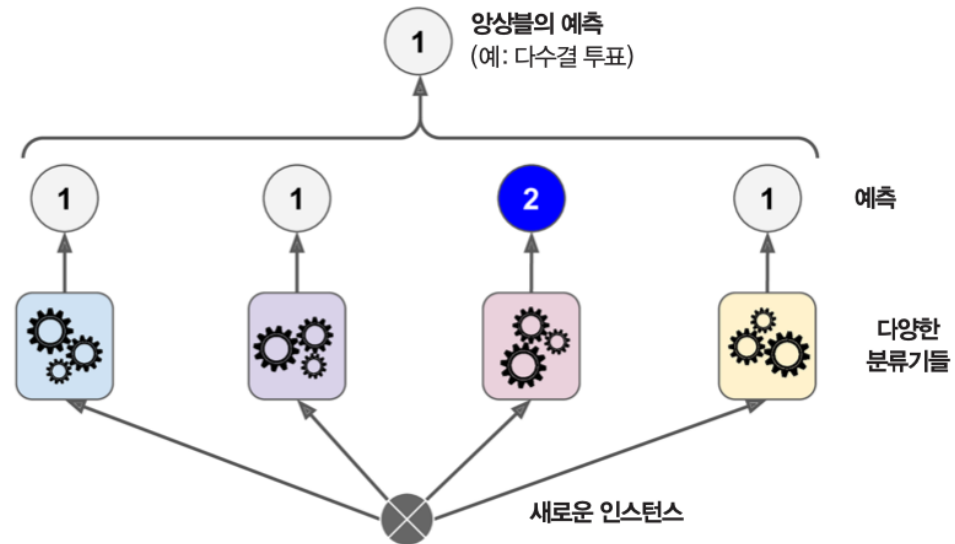 1
앙상블의 예측
(예: 다수결 투표)
1
1
2
1
예측
다양한
분류기들
새로운 인스턴스